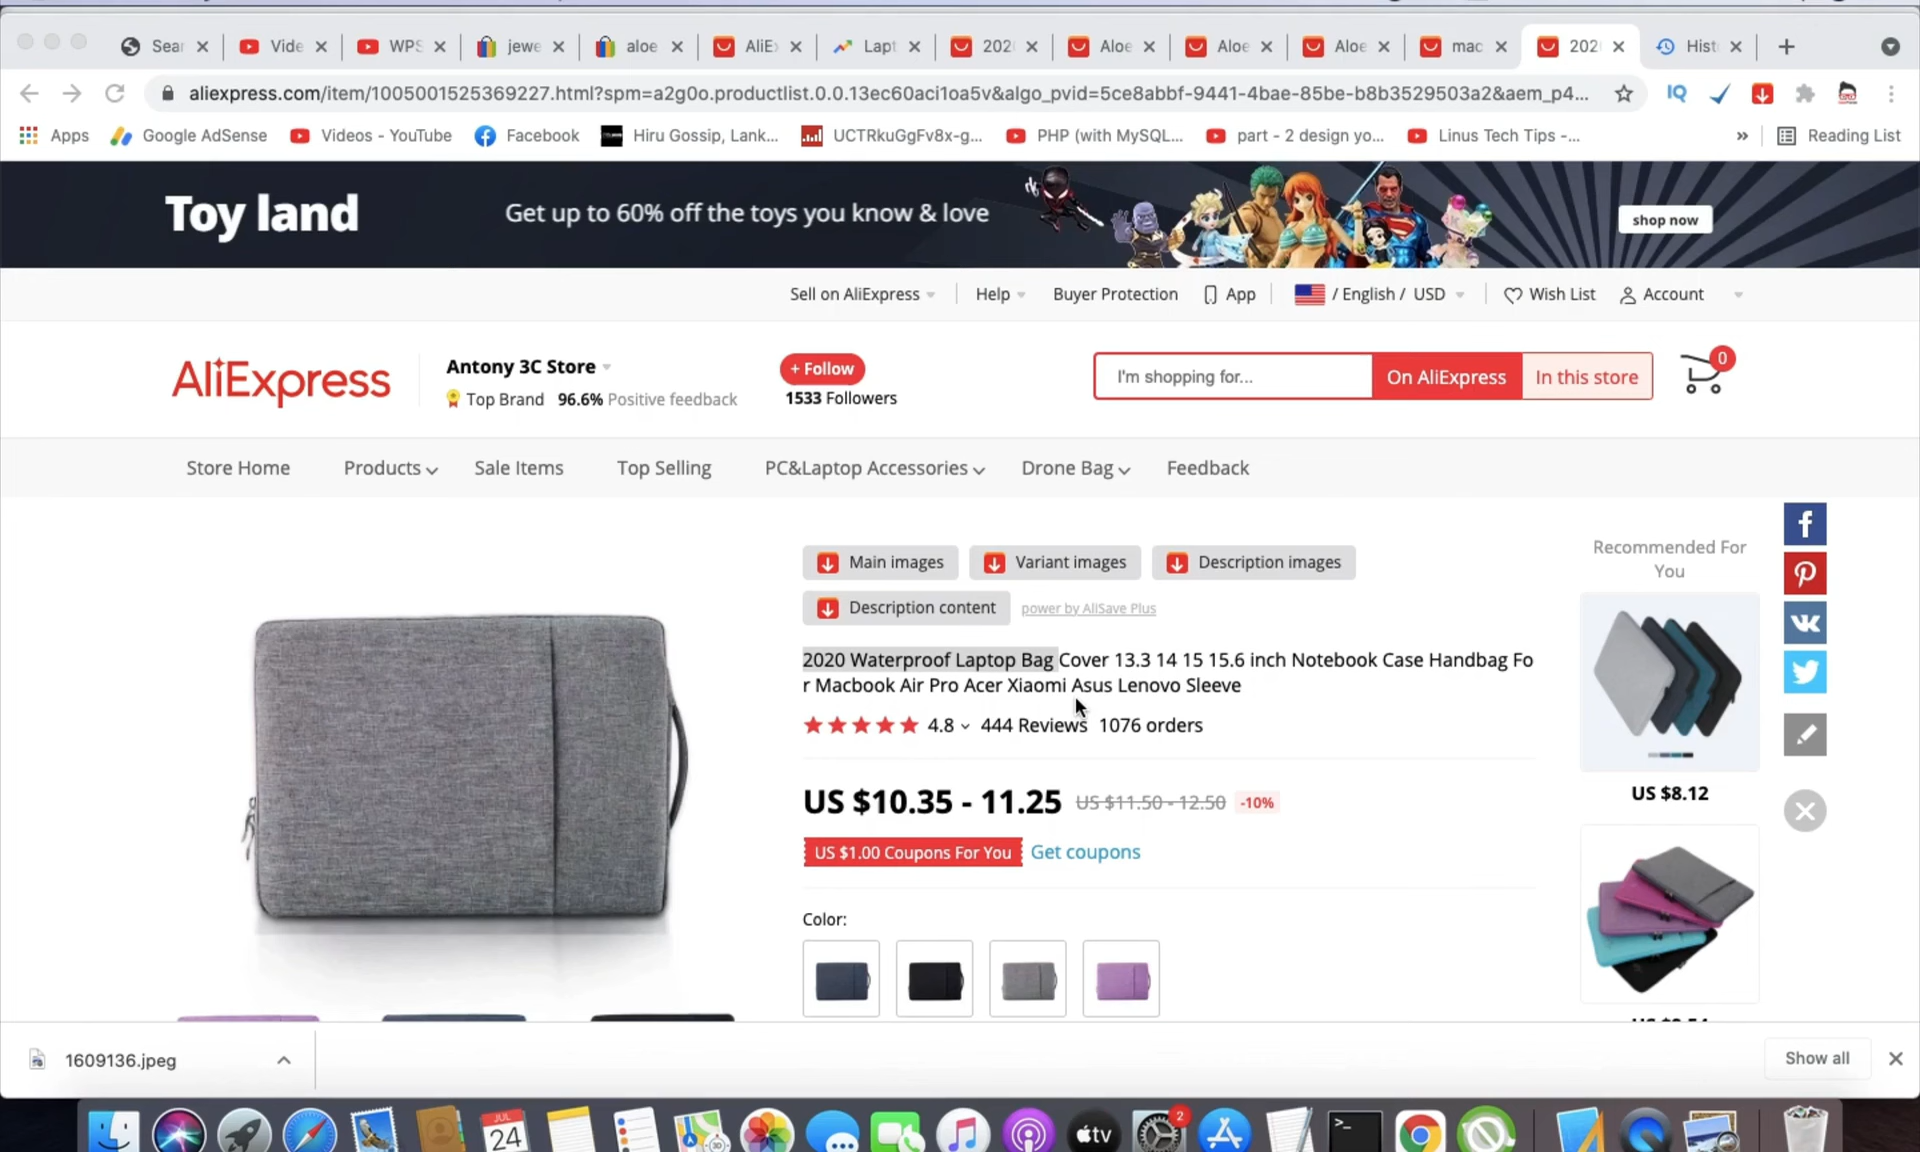 Sear
Vide
WPS
jewe
aloe
AliE
Lapt
202
Aloe
Aloe
Aloe
mac
202
Hist
aliexpress.com/item/1005001525369227.html?spm=a2g0o.productlist.0.0.13ec60aci1oa5v&algo_pvid=5ce8abbf-9441-4bae-85be-b8b3529503a2&aem_p4...
IQ
Apps
Google AdSense
Videos - YouTube
Facebook
Hiru Gossip, Lank...
UCTRkuGgFv8x-g...
PHP (with MySQL...
part - 2 design yo...
Linus Tech Tips -...
»
Reading List
Toy land
Get up to 60% off the toys you know & love
shop now
Sell on AliExpress
Help
Buyer Protection
App
/ English / USD
Wish List
Account
AliExpress
Antony 3C Store
Top Brand 96.6% Positive feedback
+ Follow
1533 Followers
I'm shopping for...
On AliExpress
In this store
0
Store Home
Products
Sale Items
Top Selling
PC&Laptop Accessories
Drone Bag
Feedback
Main images
Variant images
Description images
Description content
power by AliSave Plus
2020 Waterproof Laptop Bag Cover 13.3 14 15 15.6 inch Notebook Case Handbag Fo
r Macbook Air Pro Acer Xiaomi Asus Lenovo Sleeve
4.8
444 Reviews
1076 orders
US $10.35 - 11.25
US $11.50 - 12.50
-10%
US $1.00 Coupons For You
Get coupons
Color:
Recommended For
You
US $8.12
1609136.jpeg
Show all
JUL
24
tv
2